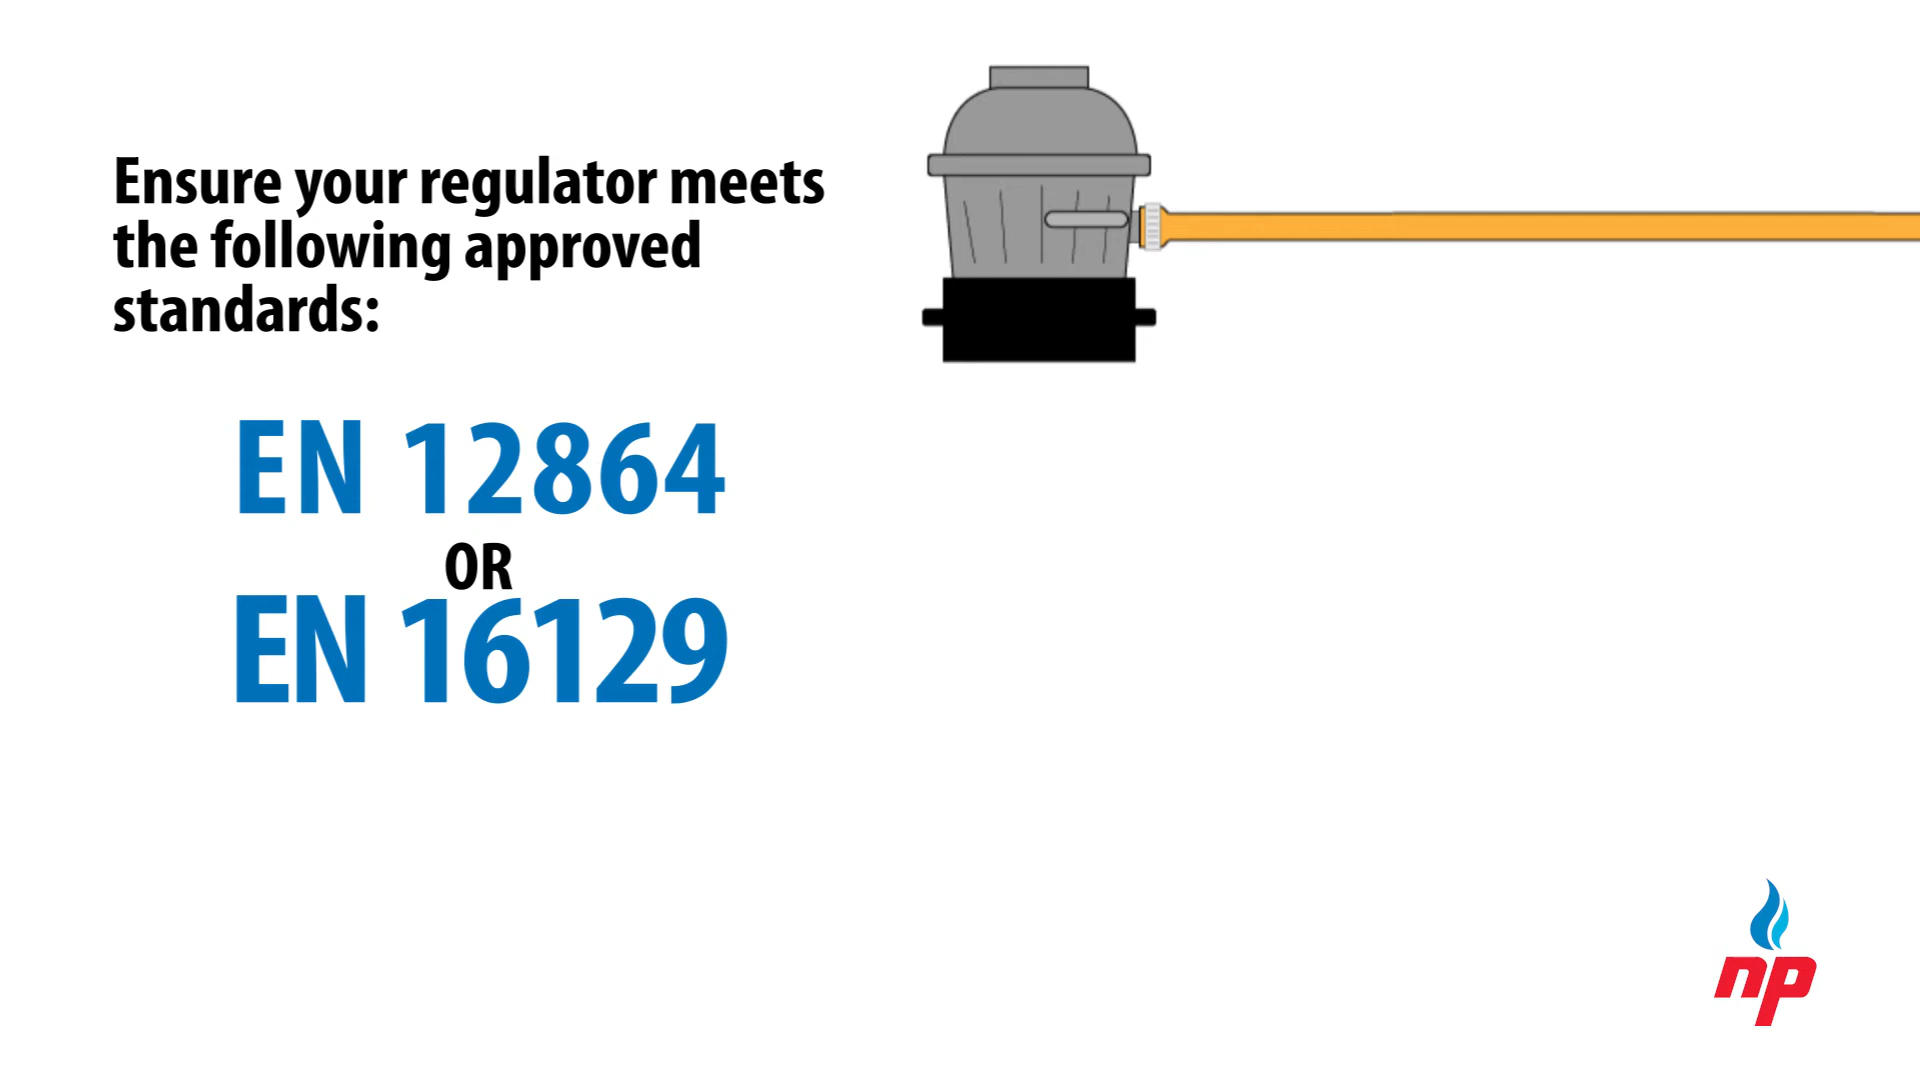 Ensure your regulator meets
the following approved
standards:
EN 12864
OR
EN 16129
np